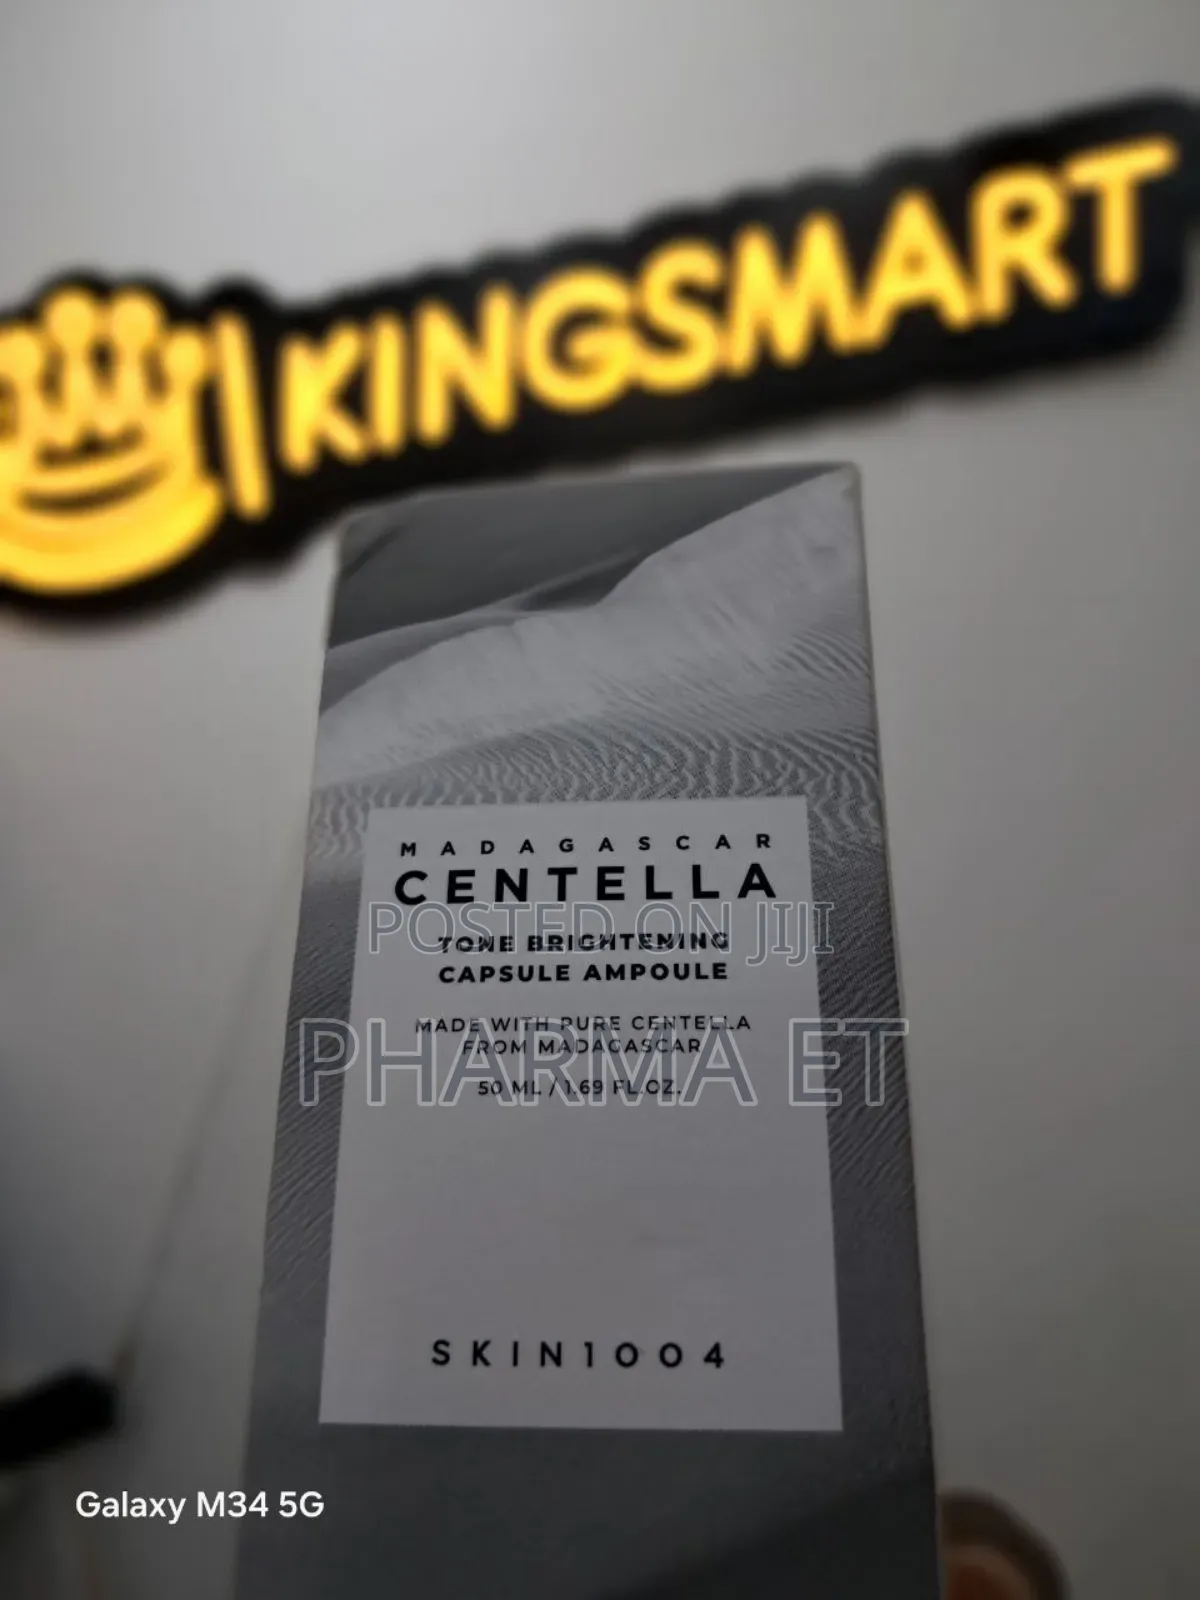 KINGSMART
MADAGASCAR
CENTELLA
POSTED ON JIJI
TONE BRIGHTENING
CAPSULE AMPOULE
MADE WITH PURE CENTELLA
FROM MADAGASCAR
PHARMA ET
50 ML / 1.69 FL.OZ.
SKIN1004
Galaxy M34 5G